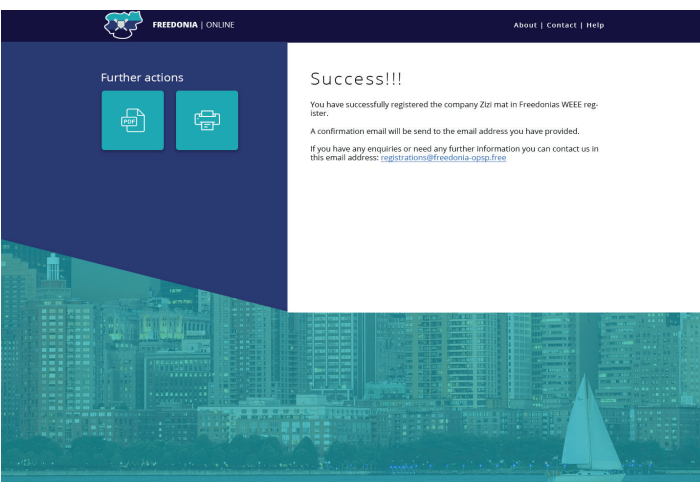 FREEDONIA | ONLINE
About | Contact | Help
Further actions
PDF
Success!!!
You have successfully registered the company Zizi mat in Freedonias WEEE reg-
ister.
A confirmation email will be send to the email address you have provided.
If you have any enquiries or need any further information you can contact us in
this email address: registrations@freedonia-opsp.free